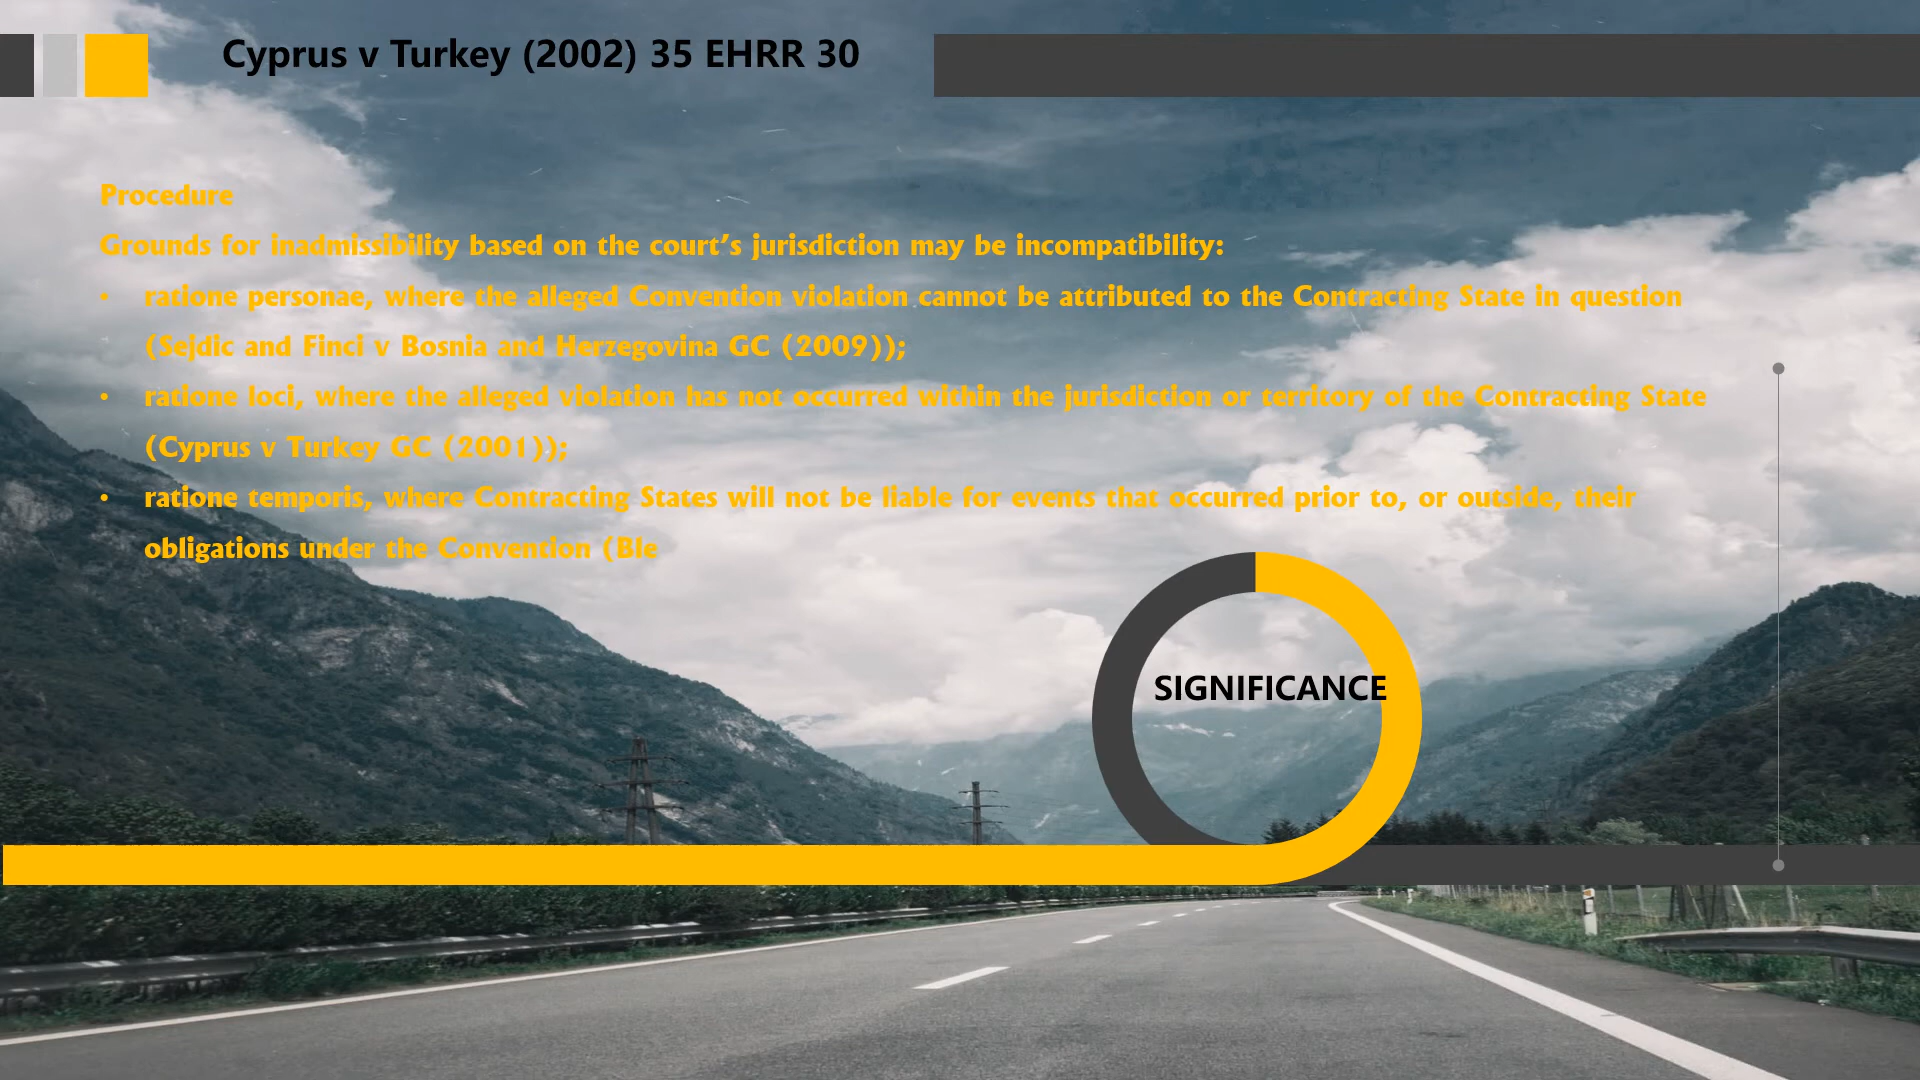 Cyprus v Turkey (2002) 35 EHRR 30
Procedure
Grounds for inadmissibility based on the court’s jurisdiction may be incompatibility:
• ratione personae, where the alleged Convention violation cannot be attributed to the Contracting State in question
(Sejdic and Finci v Bosnia and Herzegovina GC (2009));
• ratione loci, where the alleged violation has not occurred within the jurisdiction or territory of the Contracting State
(Cyprus v Turkey GC (2001));
• ratione temporis, where Contracting States will not be liable for events that occurred prior to, or outside, their
obligations under the Convention (Ble
SIGNIFICANCE